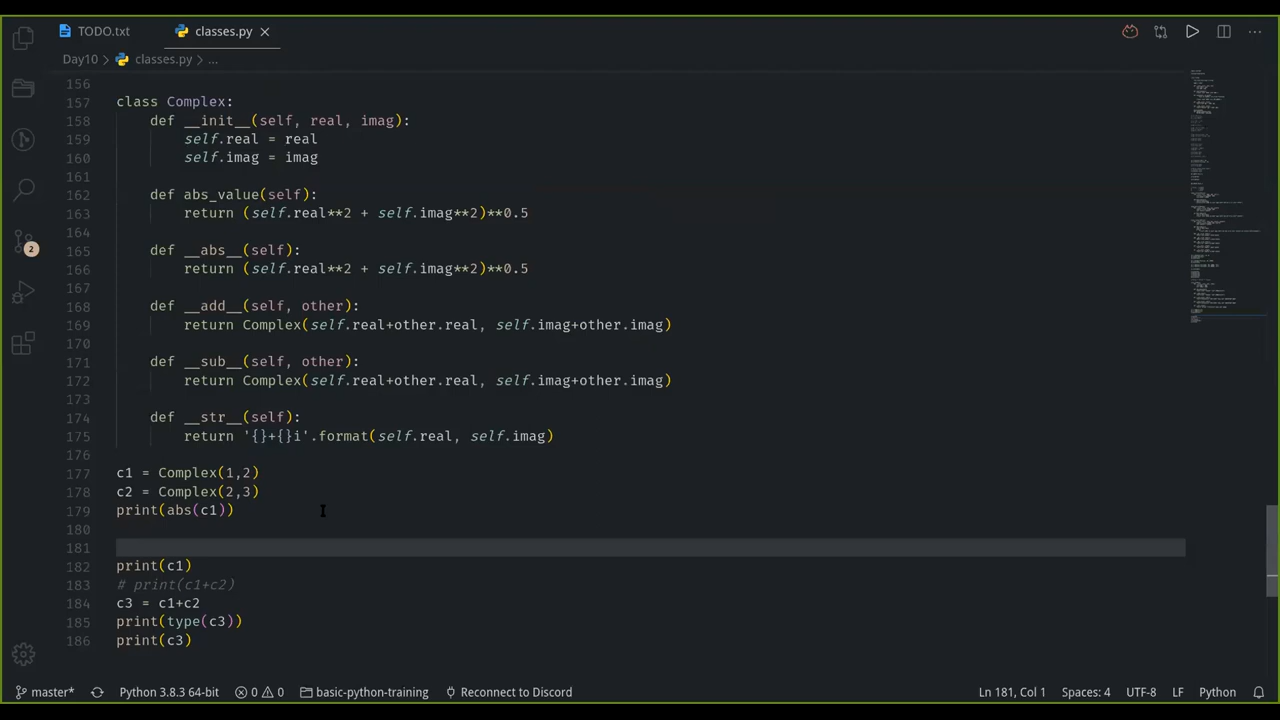 TODO.txt
classes.py
Day10 > classes.py > ...
156
157 class Complex:
158 def __init__(self, real, imag):
159 self.real = real
160 self.imag = imag
161
162 def abs_value(self):
163 return (self.real**2 + self.imag**2)**0.5
164
165 def __abs__(self):
166 return (self.real**2 + self.imag**2)**0.5
167
168 def __add__(self, other):
169 return Complex(self.real+other.real, self.imag+other.imag)
170
171 def __sub__(self, other):
172 return Complex(self.real+other.real, self.imag+other.imag)
173
174 def __str__(self):
175 return '{}+{}i'.format(self.real, self.imag)
176
177 c1 = Complex(1,2)
178 c2 = Complex(2,3)
179 print(abs(c1))
180
181
182 print(c1)
183 # print(c1+c2)
184 c3 = c1+c2
185 print(type(c3))
186 print(c3)
2
master* Python 3.8.3 64-bit 0 0 basic-python-training Reconnect to Discord Ln 181, Col 1 Spaces: 4 UTF-8 LF Python